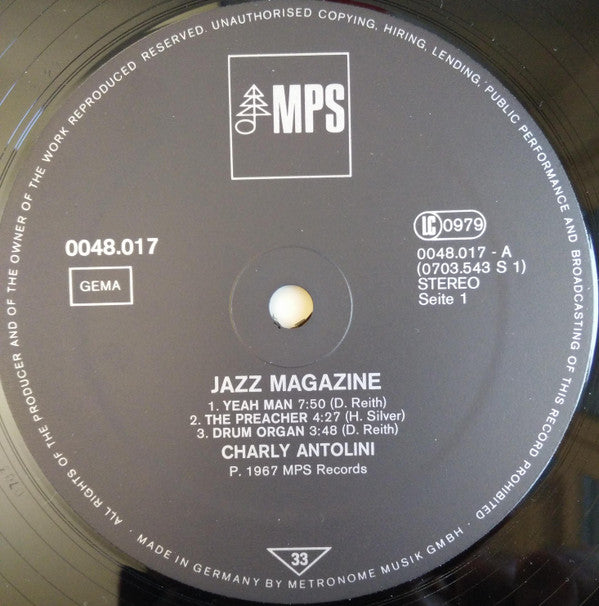 ALL RIGHTS OF THE PRODUCER AND OF THE OWNER OF THE WORK REPRODUCED RESERVED. UNAUTHORISED COPYING, HIRING, LENDING, PUBLIC PERFORMANCE AND BROADCASTING OF THIS RECORD PROHIBITED
MPS
0048.017
GEMA
LC 0979
0048.017 - A
(0703.543 S 1)
STEREO
Seite 1
JAZZ MAGAZINE
1. YEAH MAN 7:50 (D. Reith)
2. THE PREACHER 4:27 (H. Silver)
3. DRUM ORGAN 3:48 (D. Reith)
CHARLY ANTOLINI
P. 1967 MPS Records
33
· MADE IN GERMANY BY METRONOME MUSIK GMBH ·